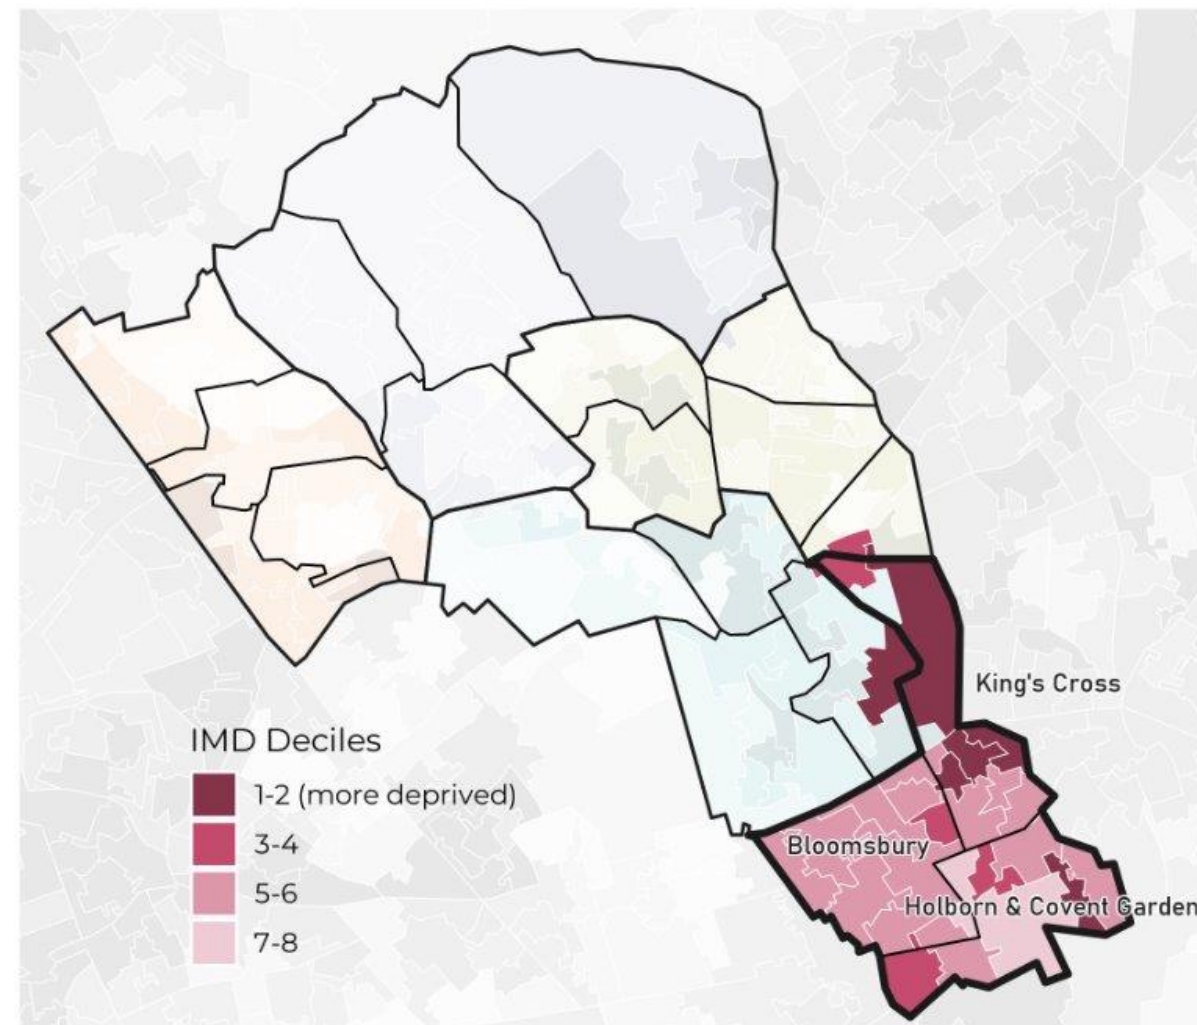 King's Cross
IMD Deciles
1-2 (more deprived)
3-4
Bloomsbury
5-6
Holborn & Covent Garden
7-8